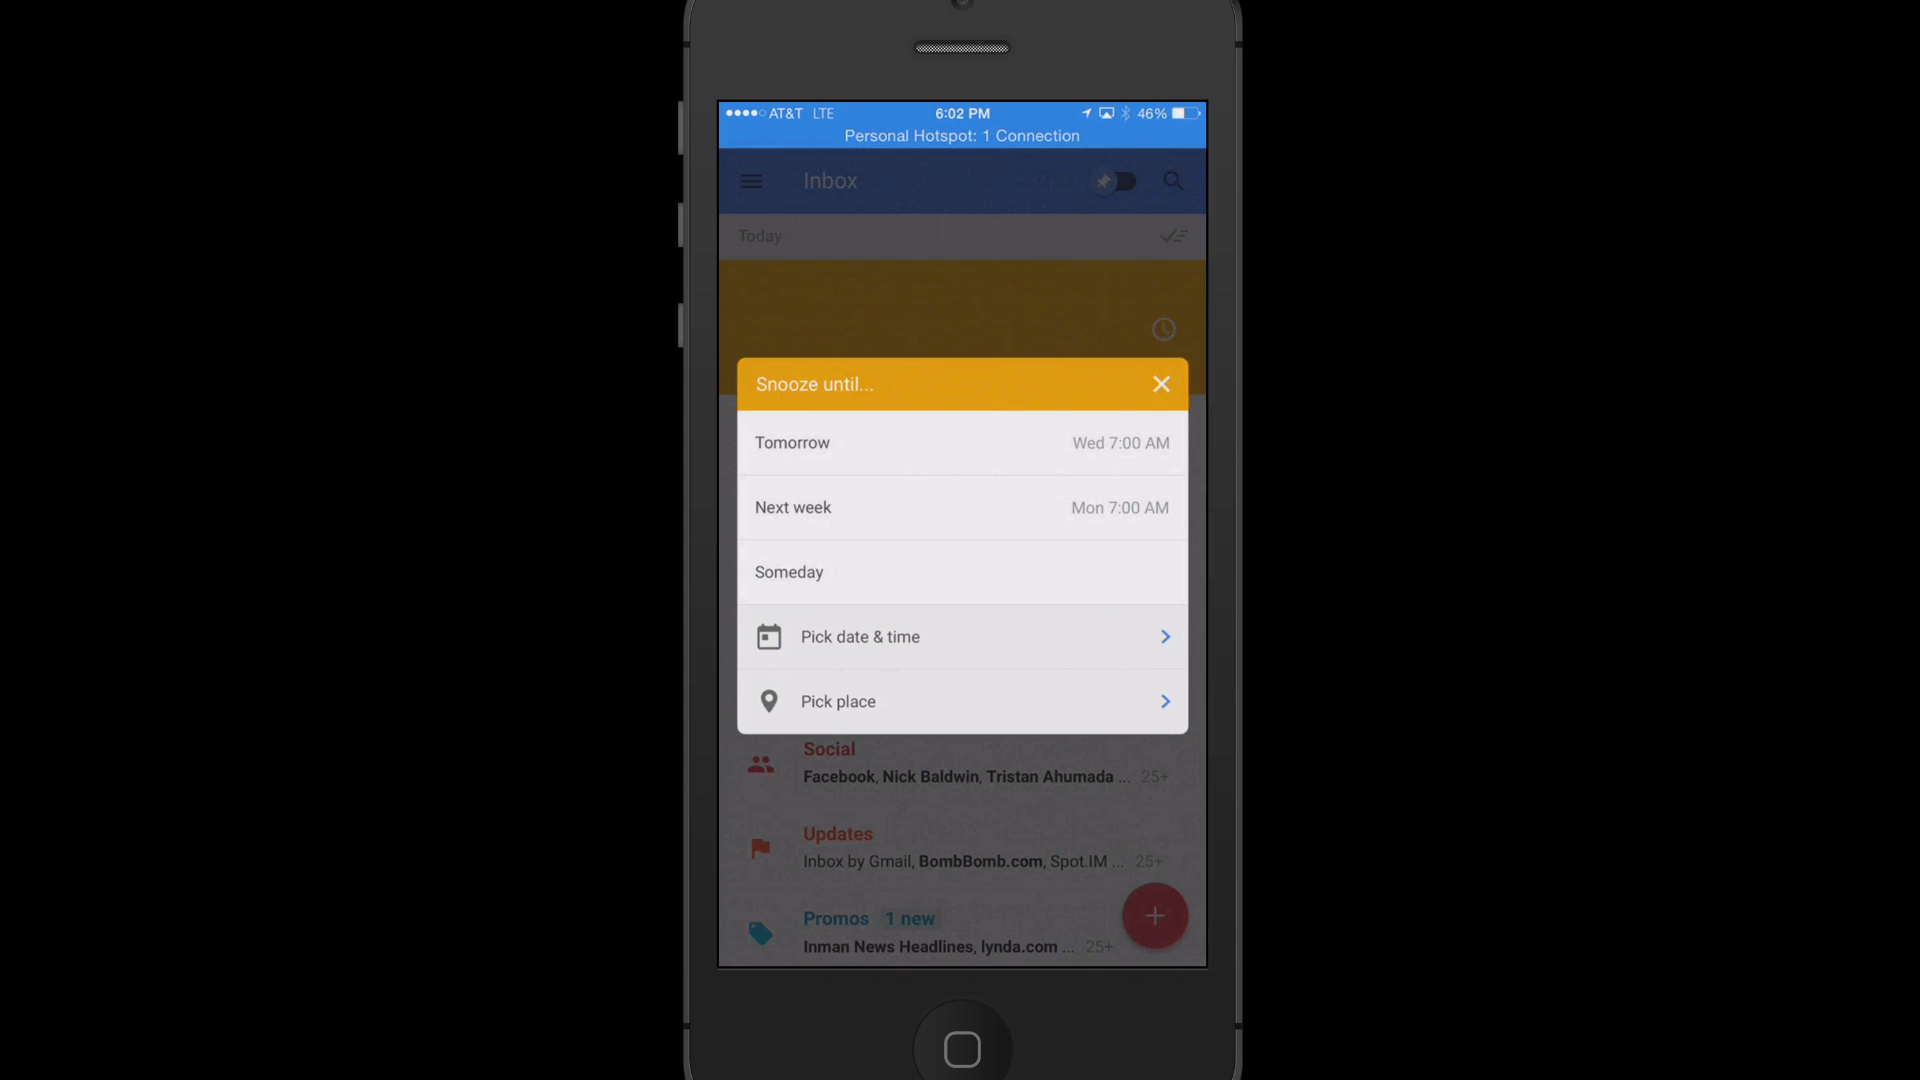 AT&T LTE 6:02 PM 46%
Personal Hotspot: 1 Connection
Inbox
Today
Snooze until...
Tomorrow Wed 7:00 AM
Next week Mon 7:00 AM
Someday
Pick date & time
Pick place
Social
Facebook, Nick Baldwin, Tristan Ahumada ... 25+
Updates
Inbox by Gmail, BombBomb.com, Spot.IM ... 25+
Promos 1 new
Inman News Headlines, lynda.com ... 25+